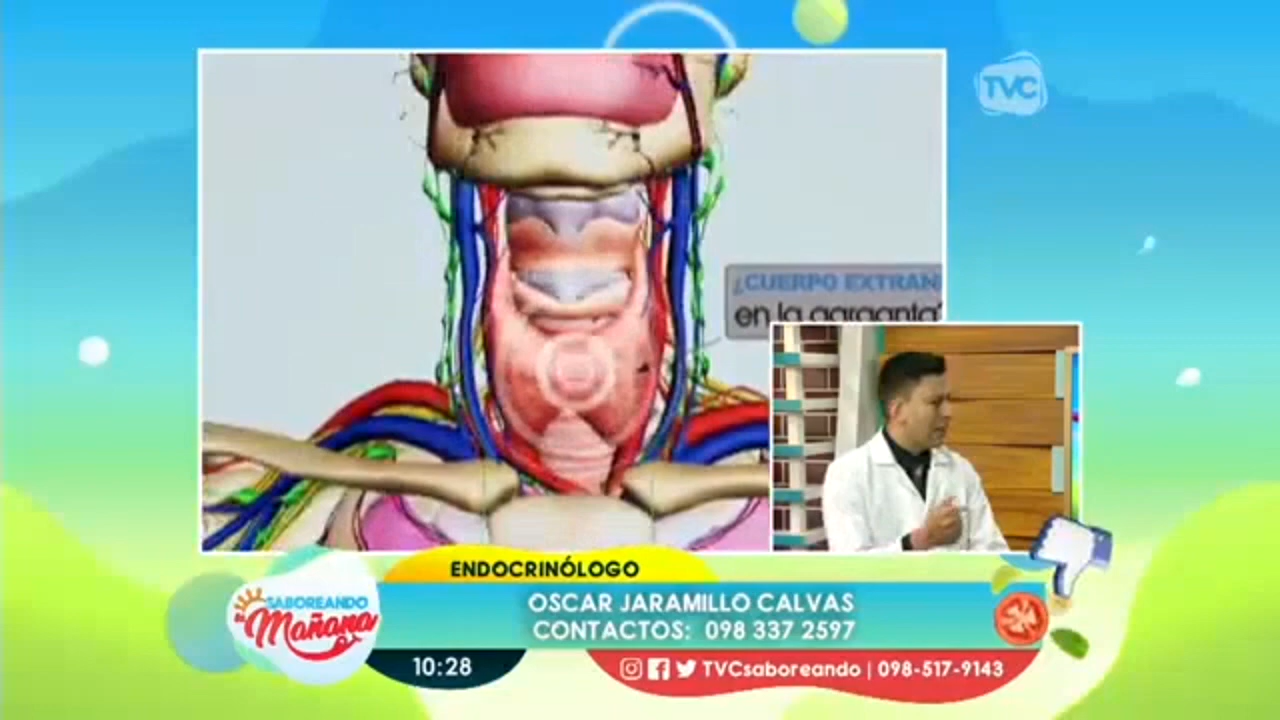 TVC
¿CUERPO EXTRAN
en la garganta
ENDOCRINÓLOGO
OSCAR JARAMILLO CALVAS
CONTACTOS: 098 337 2597
SABOREANDO
la Mañana
10:28
TVCsaboreando | 098-517-9143